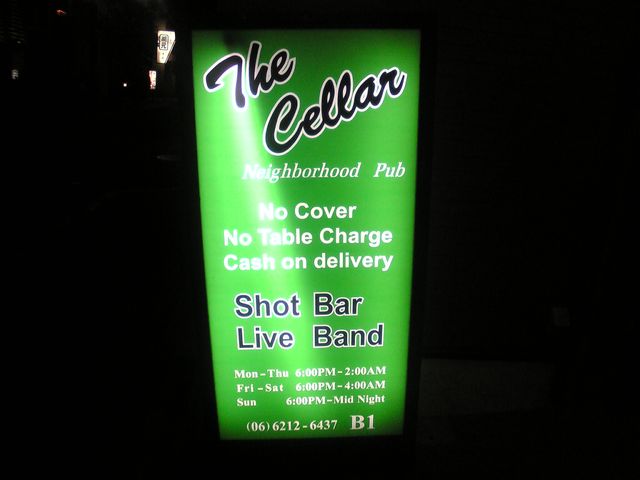 The
Cellar
Neighborhood Pub
No Cover
No Table Charge
Cash on delivery
Shot Bar
Live Band
Mon-Thu 6:00PM-2:00AM
Fri-Sat 6:00PM-4:00AM
Sun 6:00PM-Mid Night
(06) 6212-6437 B1